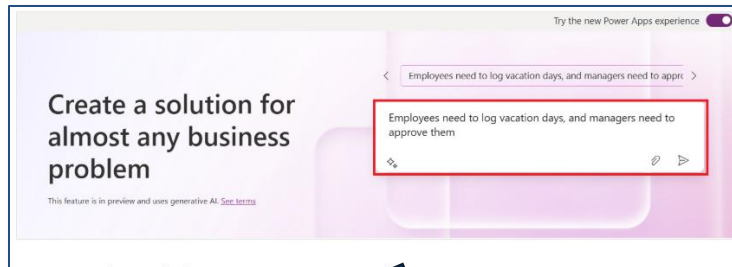 Try the new Power Apps experience
Employees need to log vacation days, and managers need to appr
Create a solution for
almost any business
problem
Employees need to log vacation days, and managers need to
approve them
This feature is in preview and uses generative AI. See terms